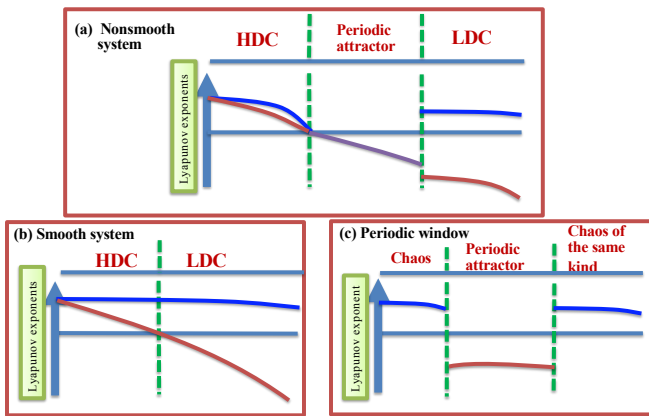 (a) Nonsmooth
system
HDC
Periodic
attractor
LDC
Lyapunov exponents
(b) Smooth system
HDC
LDC
Lyapunov exponents
(c) Periodic window
Chaos
Periodic
attractor
Chaos of
the same
kind
Lyapunov exponent